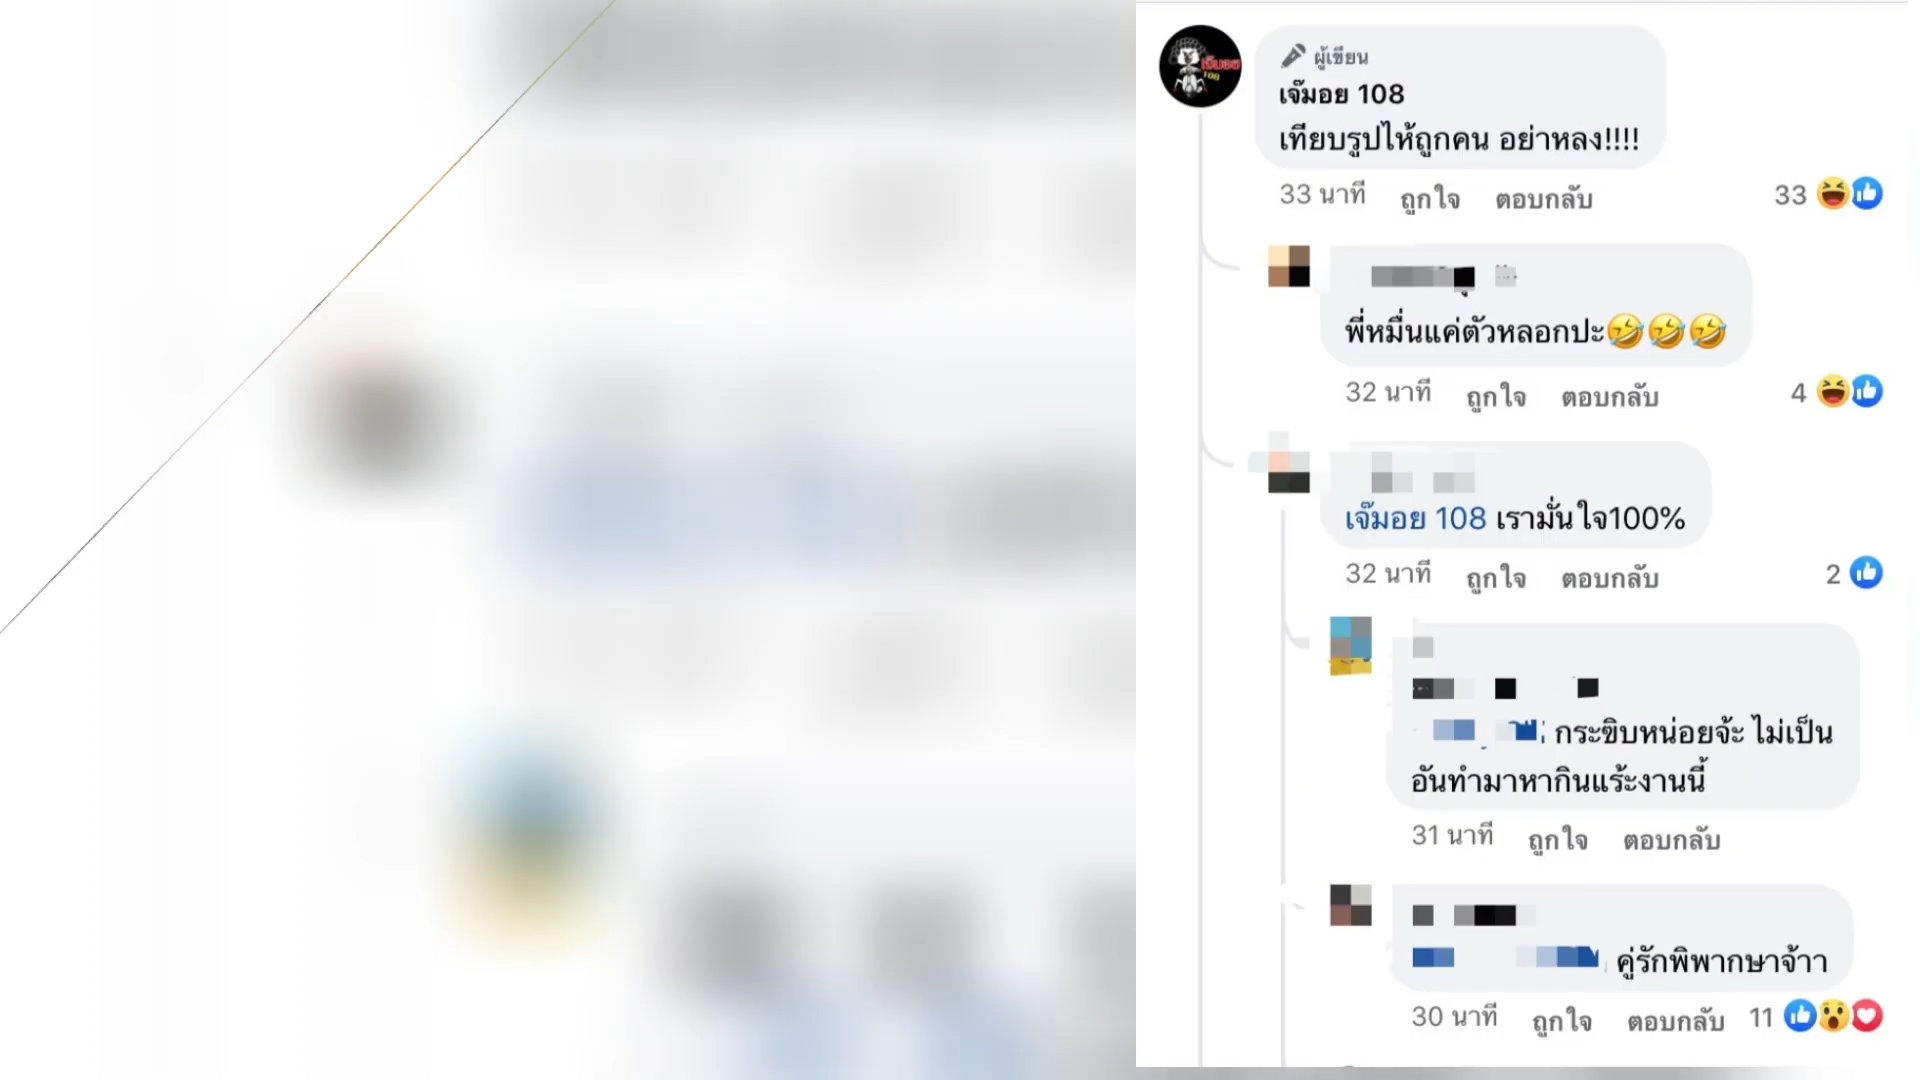 เจ๊มอย
108
ผู้เขียน
เจ๊มอย 108
เทียบรูปให้ถูกคน อย่าหลง!!!!
33 นาที ถูกใจ ตอบกลับ 33
พี่หมื่นแค่ตัวหลอกปะ🤣🤣🤣
32 นาที ถูกใจ ตอบกลับ 4
เจ๊มอย 108 เรามั่นใจ100%
32 นาที ถูกใจ ตอบกลับ 2
กระซิบหน่อยจ้ะ ไม่เป็น
อันทำมาหากินแร้ะงานนี้
31 นาที ถูกใจ ตอบกลับ
คู่รักพิพากษาจ้าา
30 นาที ถูกใจ ตอบกลับ 11